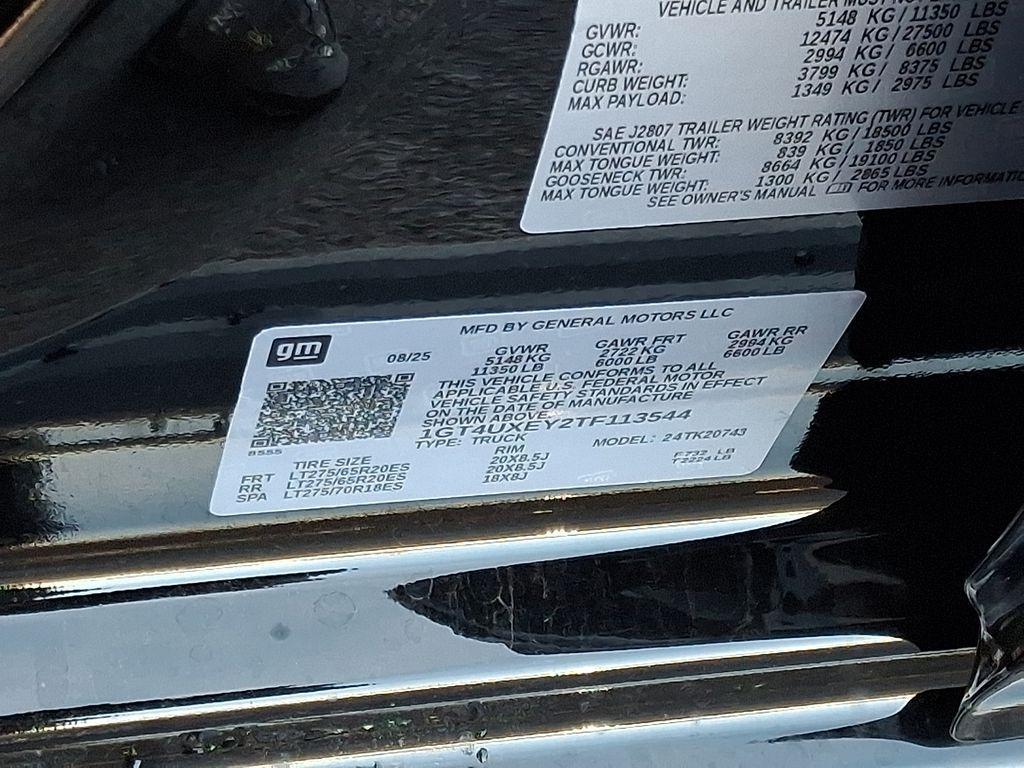 VEHICLE AND TRAILER MUST NOT
GVWR: 5148 KG/11350 LBS
GCWR: 12474 KG/27500 LBS
RGAWR: 2994 KG/ 6600 LBS
CURB WEIGHT: 3799 KG/ 8375 LBS
MAX PAYLOAD: 1349 KG/ 2975 LBS
SAE J2807 TRAILER WEIGHT RATING (TWR) FOR VEHICLE
CONVENTIONAL TWR: 8392 KG/18500 LBS
MAX TONGUE WEIGHT: 839 KG/ 1850 LBS
GOOSENECK TWR: 8664 KG/19100 LBS
MAX TONGUE WEIGHT: 1300 KG/ 2865 LBS
SEE OWNER'S MANUAL FOR MORE INFORMATI
gm
MFD BY GENERAL MOTORS LLC
08/25 GVWR GAWR FRT GAWR RR
5148 KG 2722 KG 2994 KG
11350 LB 6000 LB 6600 LB
THIS VEHICLE CONFORMS TO ALL
APPLICABLE U.S. FEDERAL MOTOR
VEHICLE SAFETY STANDARDS IN EFFECT
ON THE DATE OF MANUFACTURE
SHOWN ABOVE.
1GT4UXEY2TF113544
8555 TYPE: TRUCK MODEL: 24TK20743
TIRE SIZE RIM
FRT LT275/65R20ES 20X8.5J F732 LB
RR LT275/65R20ES 20X8.5J T2224 LB
SPA LT275/70R18ES 18X8J